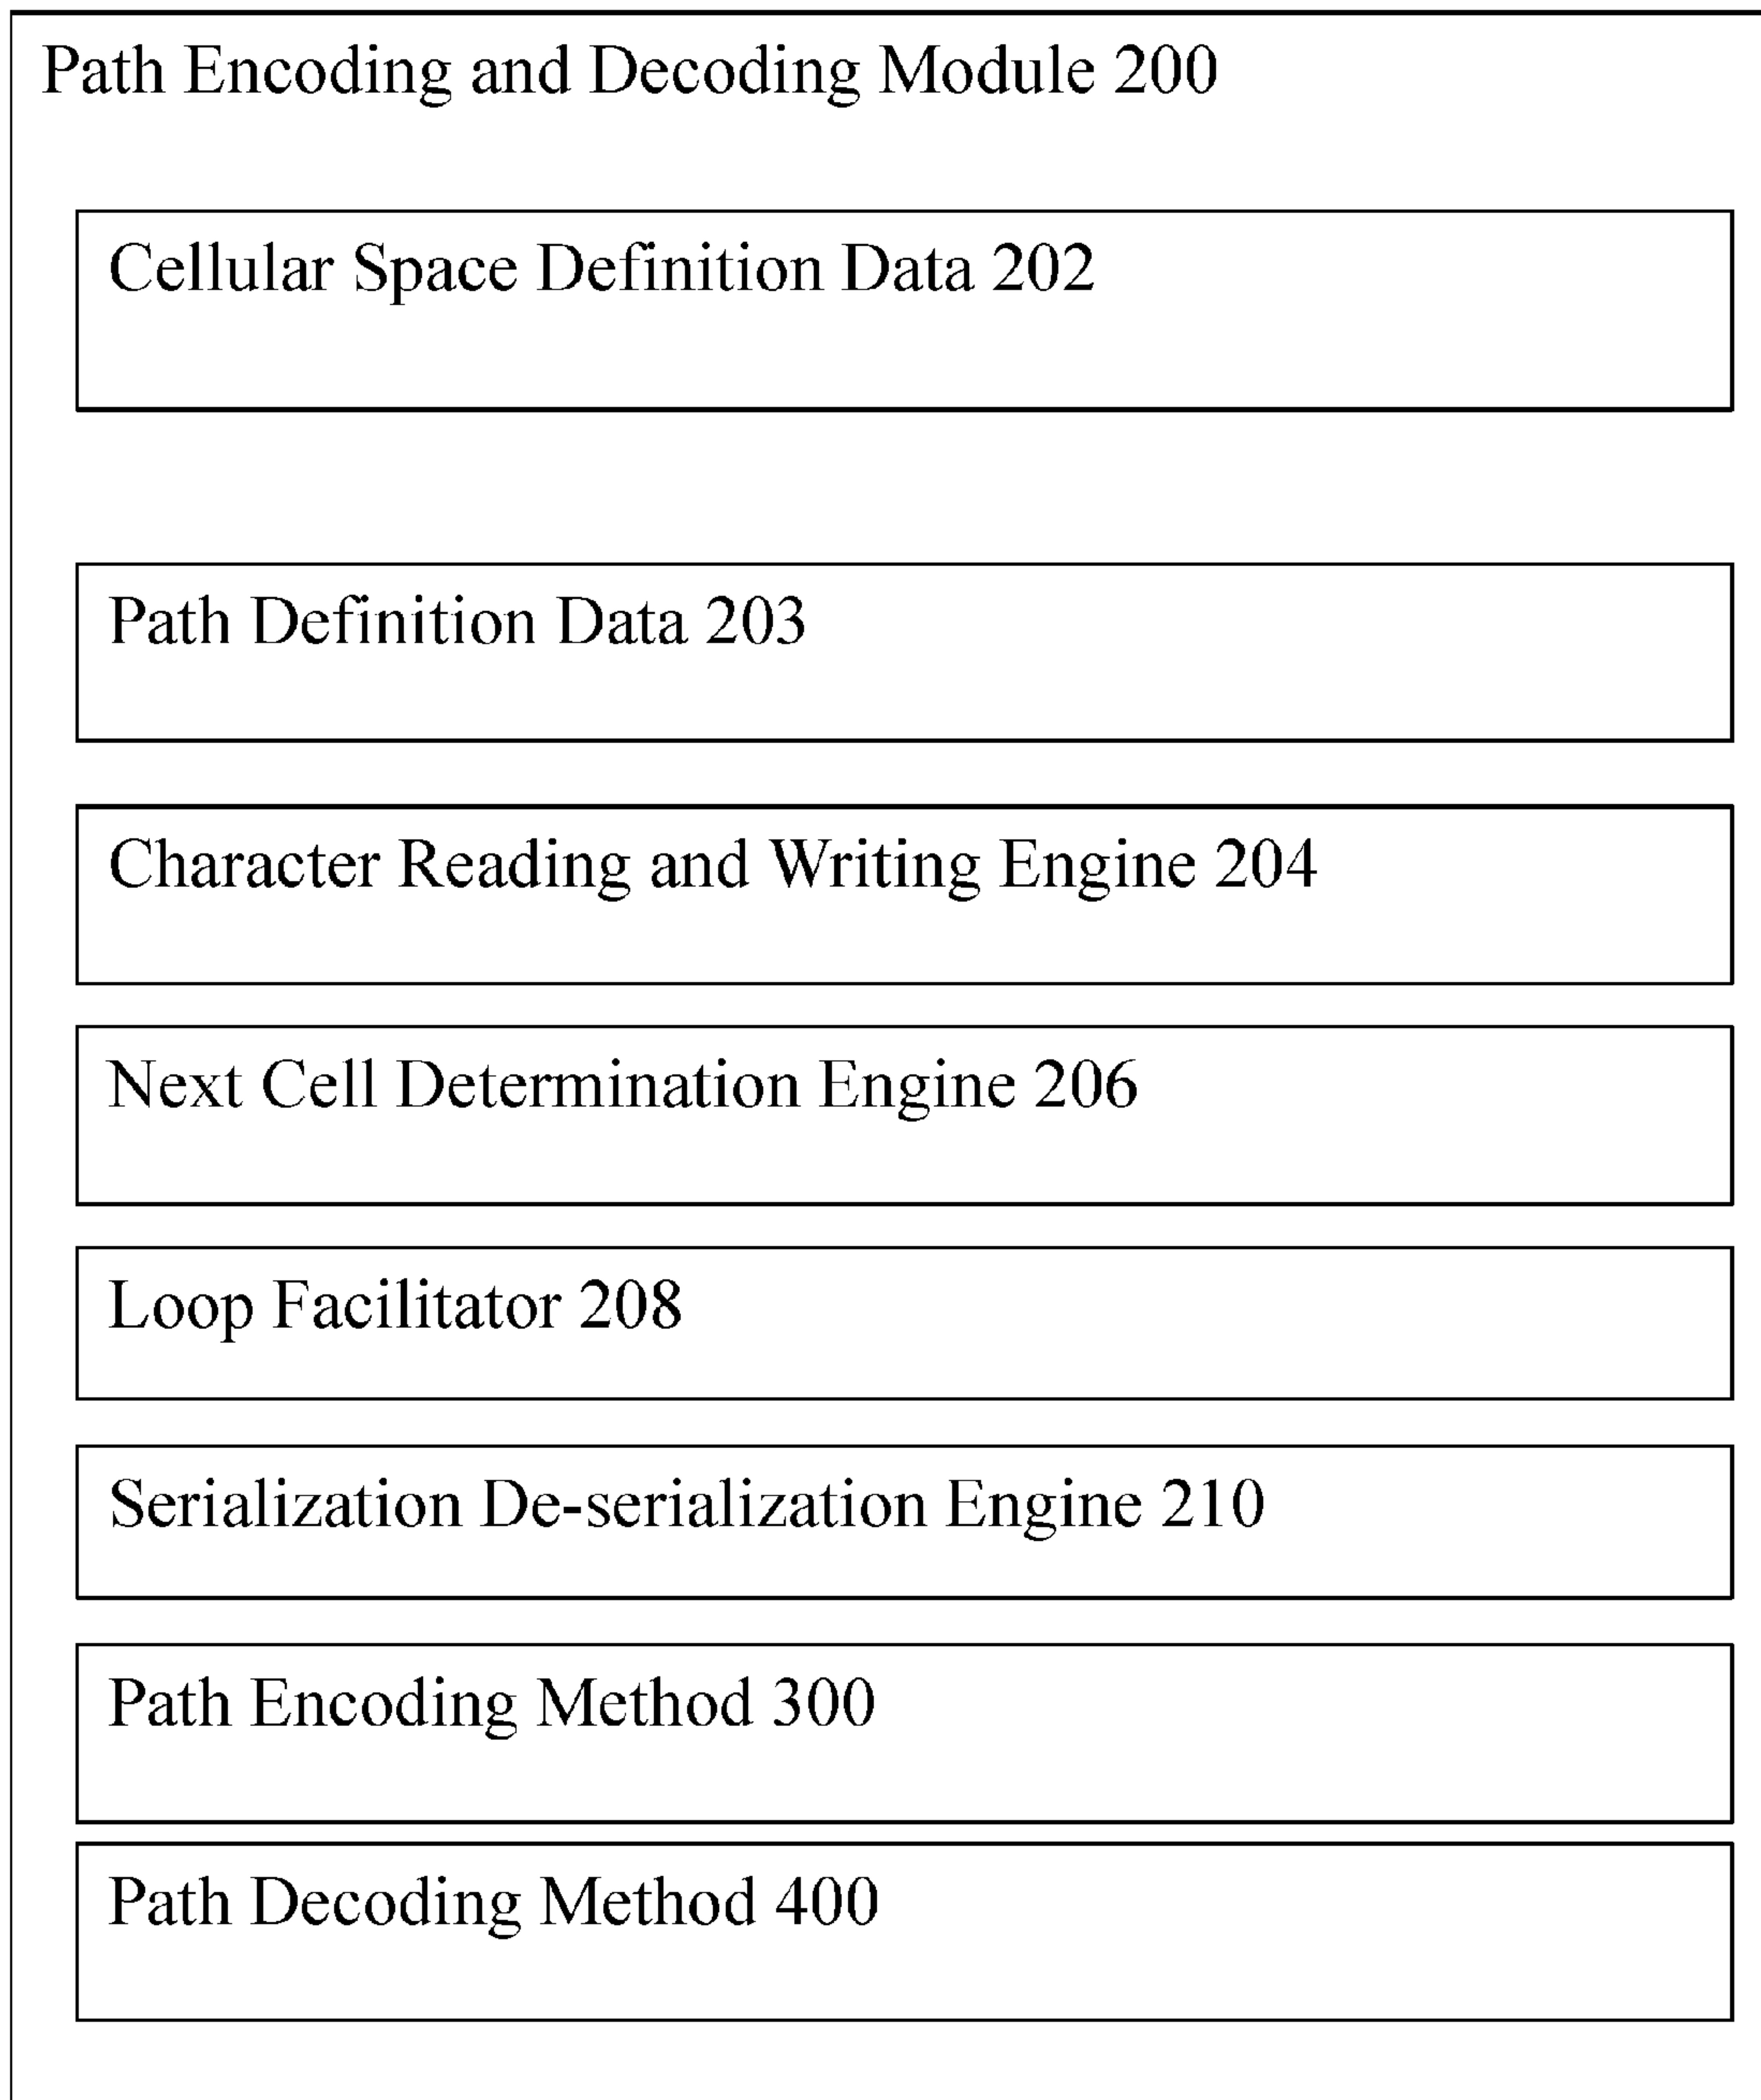 Path Encoding and Decoding Module 200
Cellular Space Definition Data 202
Path Definition Data 203
Character Reading and Writing Engine 204
Next Cell Determination Engine 206
Loop Facilitator 208
Serialization De-serialization Engine 210
Path Encoding Method 300
Path Decoding Method 400